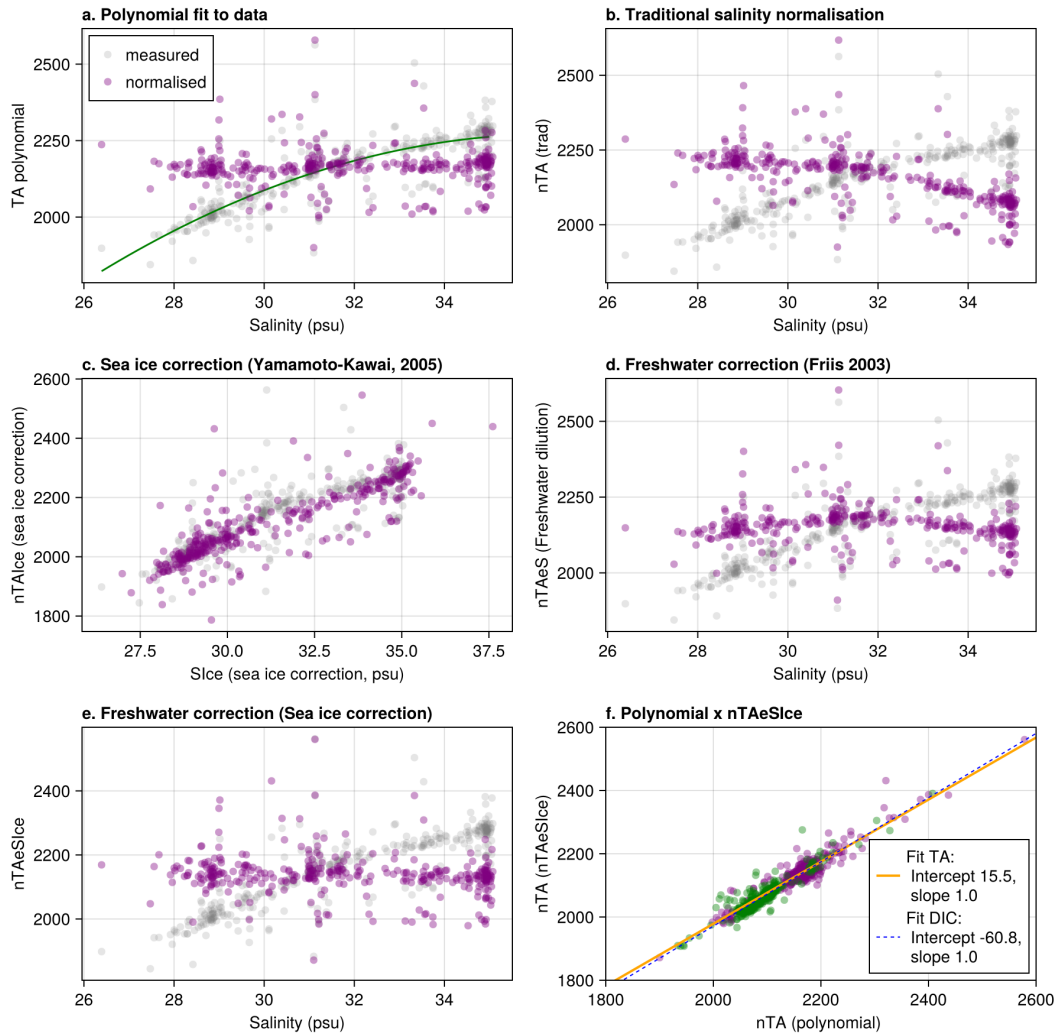 a. Polynomial fit to data
TA polynomial
2500
2250
2000
measured
normalised
26
28
30
32
34
Salinity (psu)
b. Traditional salinity normalisation
nTA (trad)
2500
2250
2000
26
28
30
32
34
Salinity (psu)
c. Sea ice correction (Yamamoto-Kawai, 2005)
nTAIce (sea ice correction)
2600
2400
2200
2000
1800
27.5
30.0
32.5
35.0
37.5
SIce (sea ice correction, psu)
d. Freshwater correction (Friis 2003)
nTAeS (Freshwater dilution)
2500
2250
2000
26
28
30
32
34
Salinity (psu)
e. Freshwater correction (Sea ice correction)
nTAeSIce
2400
2200
2000
26
28
30
32
34
Salinity (psu)
f. Polynomial x nTAeSIce
nTA (nTAeSIce)
2600
2400
2200
2000
1800
Fit TA:
Intercept 15.5,
slope 1.0
Fit DIC:
Intercept -60.8,
slope 1.0
1800
2000
2200
2400
2600
nTA (polynomial)